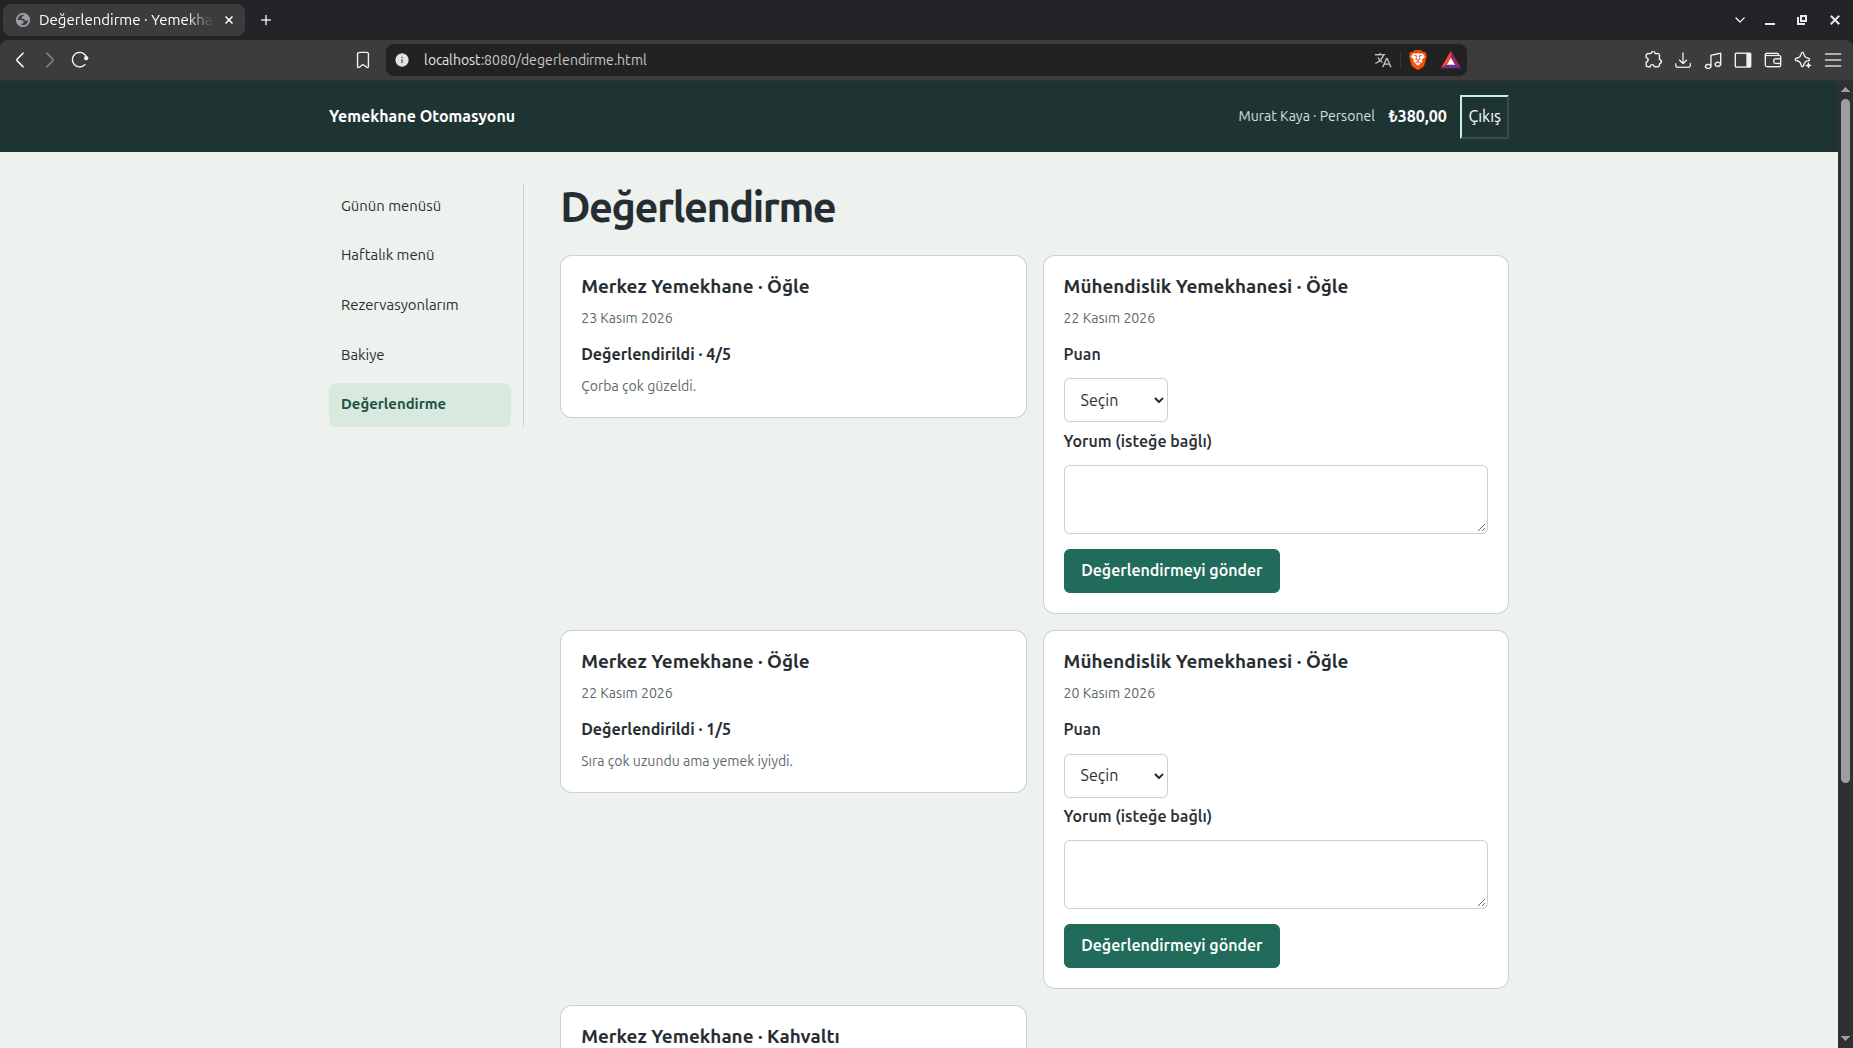 Değerlendirme · Yemekha
localhost:8080/degerlendirme.html
Yemekhane Otomasyonu
Murat Kaya · Personel ₺380,00 Çıkış
Günün menüsü
Haftalık menü
Rezervasyonlarım
Bakiye
Değerlendirme
Değerlendirme
Merkez Yemekhane · Öğle
23 Kasım 2026
Değerlendirildi · 4/5
Çorba çok güzeldi.
Mühendislik Yemekhanesi · Öğle
22 Kasım 2026
Puan
Seçin
Yorum (isteğe bağlı)
Değerlendirmeyi gönder
Merkez Yemekhane · Öğle
22 Kasım 2026
Değerlendirildi · 1/5
Sıra çok uzundu ama yemek iyiydi.
Mühendislik Yemekhanesi · Öğle
20 Kasım 2026
Puan
Seçin
Yorum (isteğe bağlı)
Değerlendirmeyi gönder
Merkez Yemekhane · Kahvaltı